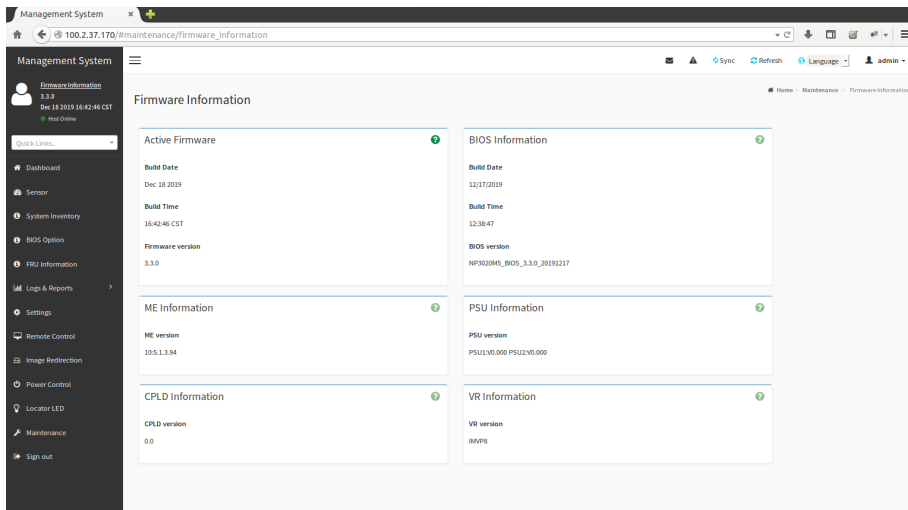 Management System
100.2.37.170/#maintenance/firmware_information
Management System
Sync
Refresh
Language
admin
Firmware Information
3.3.0
Dec 18 2019 16:42:46 CST
Host Online
Quick Links..
Dashboard
Sensor
System Inventory
BIOS Option
FRU Information
Logs & Reports
Settings
Remote Control
Image Redirection
Power Control
Locator LED
Maintenance
Sign out
Firmware Information
Home - Maintenance - Firmware Information
Active Firmware
Build Date
Dec 18 2019
Build Time
16:42:46 CST
Firmware version
3.3.0
BIOS Information
Build Date
12/17/2019
Build Time
12:38:47
BIOS version
NP3020M5_BIOS_3.3.0_20191217
ME Information
ME version
10:5.1.3.94
PSU Information
PSU version
PSU1:V0.000 PSU2:V0.000
CPLD Information
CPLD version
0.0
VR Information
VR version
IMVP8